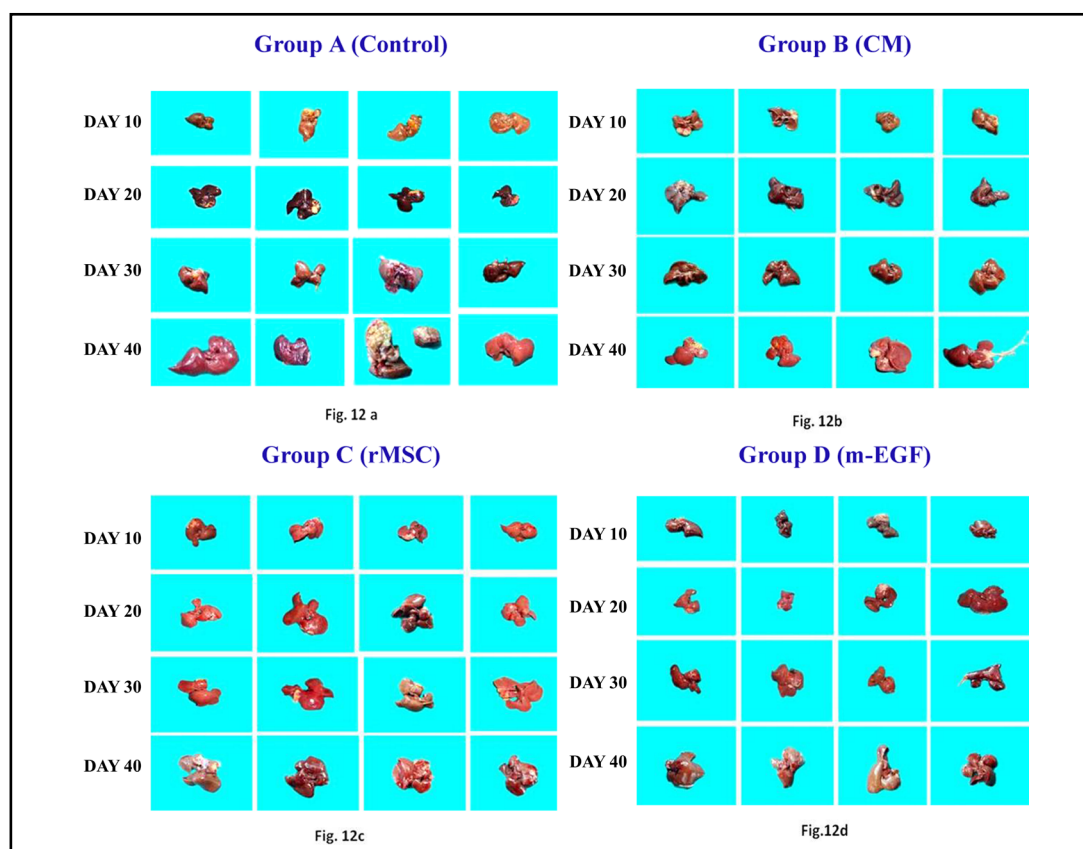 Group A (Control)
DAY 10
DAY 20
DAY 30
DAY 40
Fig. 12 a
Group B (CM)
DAY 10
DAY 20
DAY 30
DAY 40
Fig. 12b
Group C (rMSC)
DAY 10
DAY 20
DAY 30
DAY 40
Fig. 12c
Group D (m-EGF)
DAY 10
DAY 20
DAY 30
DAY 40
Fig.12d